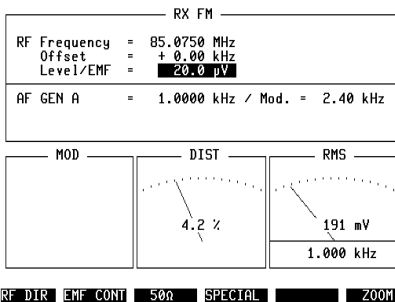 RX FM
RF Frequency = 85.0750 MHz
Offset = + 0.00 kHz
Level/EMF = 20.0 µV
AF GEN A = 1.0000 kHz / Mod. = 2.40 kHz
MOD DIST RMS
4.2 % 191 mV
1.000 kHz
RF DIR EMF CONT 50Ω SPECIAL ZOOM